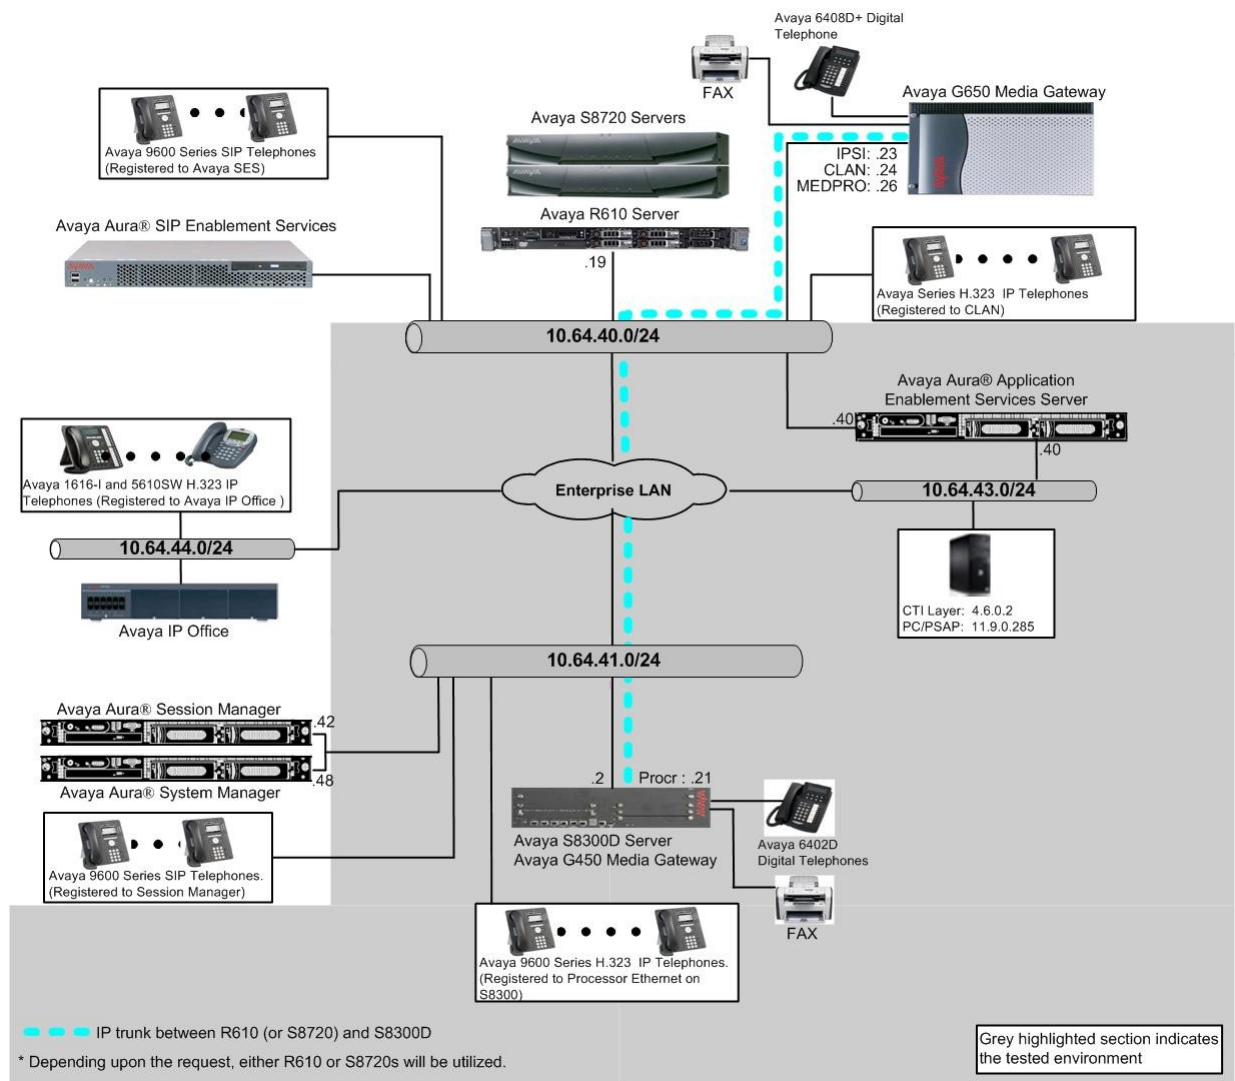 Avaya 6408D+ Digital
Telephone
FAX
Avaya G650 Media Gateway
Avaya S8720 Servers
Avaya 9600 Series SIP Telephones
(Registered to Avaya SES)
IPSI: .23
CLAN: .24
MEDPRO: .26
Avaya R610 Server
Avaya Aura® SIP Enablement Services
.19
Avaya Series H.323 IP Telephones
(Registered to CLAN)
10.64.40.0/24
Avaya Aura® Application
Enablement Services Server
.40
.40
Avaya 1616-I and 5610SW H.323 IP
Telephones (Registered to Avaya IP Office )
Enterprise LAN
10.64.43.0/24
10.64.44.0/24
CTI Layer: 4.6.0.2
PC/PSAP: 11.9.0.285
Avaya IP Office
10.64.41.0/24
Avaya Aura® Session Manager
.42
.48
Avaya Aura® System Manager
.2
Procr : .21
Avaya S8300D Server
Avaya G450 Media Gateway
Avaya 6402D
Digital Telephones
Avaya 9600 Series SIP Telephones.
(Registered to Session Manager)
FAX
Avaya 9600 Series H.323 IP Telephones.
(Registered to Processor Ethernet on
S8300)
IP trunk between R610 (or S8720) and S8300D
* Depending upon the request, either R610 or S8720s will be utilized.
Grey highlighted section indicates
the tested environment